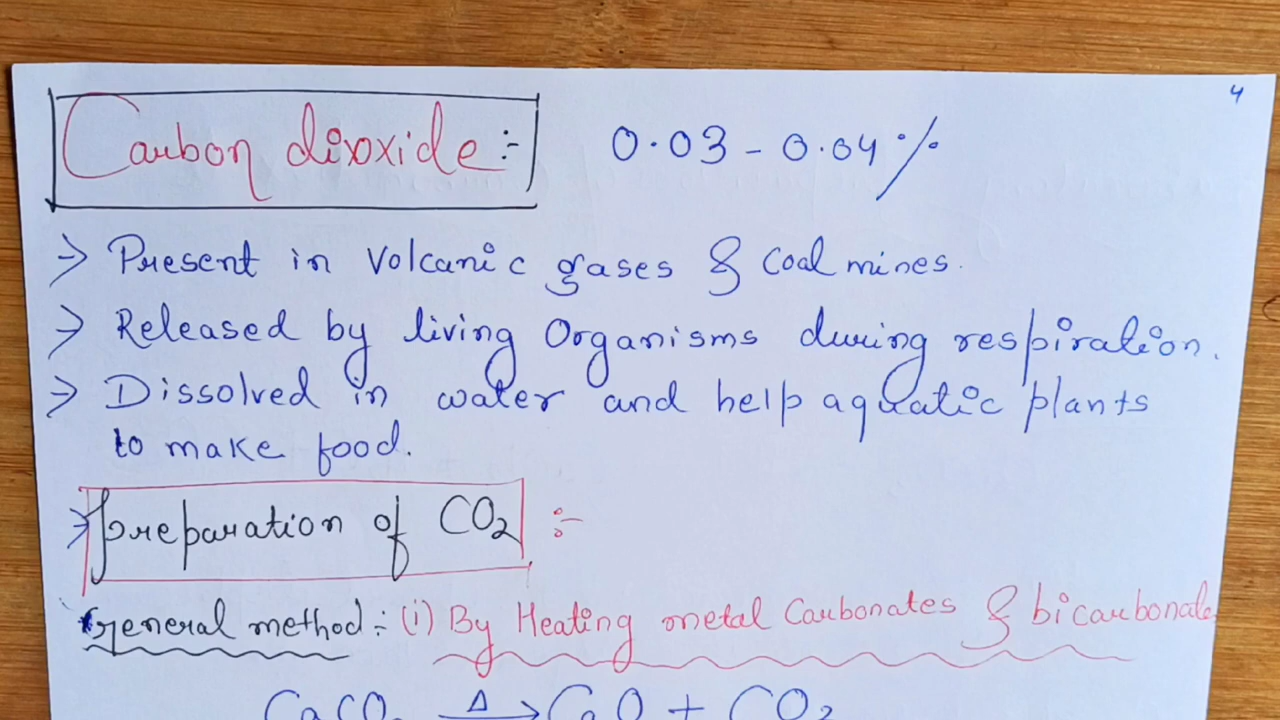 4
Carbon dioxide :- 0.03 - 0.04 %
→ Present in Volcanic gases & Coal mines.
→ Released by living Organisms during respiration.
→ Dissolved in water and help aquatic plants
to make food.
→ Preparation of CO₂ :-
General method :- (i) By Heating metal Carbonates & bicarbonate
CaCO₃ —Δ→ CaO + CO₂